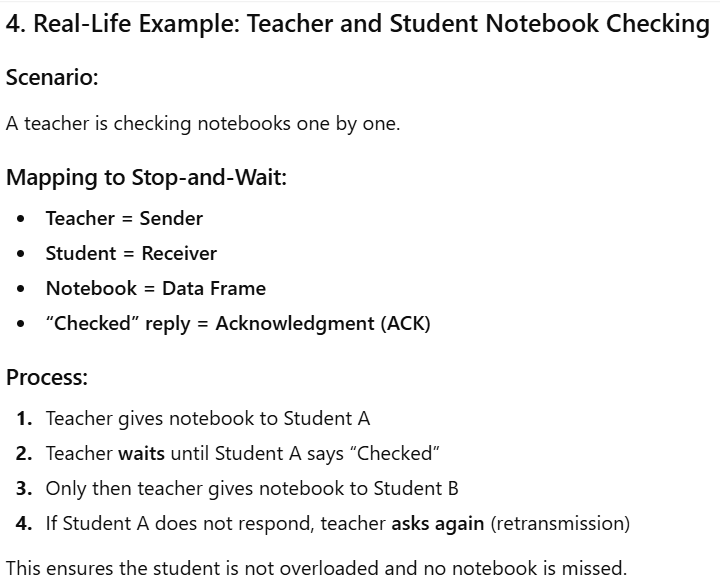 4. Real-Life Example: Teacher and Student Notebook Checking
Scenario:
A teacher is checking notebooks one by one.
Mapping to Stop-and-Wait:
• Teacher = Sender
• Student = Receiver
• Notebook = Data Frame
• “Checked” reply = Acknowledgment (ACK)
Process:
1. Teacher gives notebook to Student A
2. Teacher waits until Student A says “Checked”
3. Only then teacher gives notebook to Student B
4. If Student A does not respond, teacher asks again (retransmission)
This ensures the student is not overloaded and no notebook is missed.